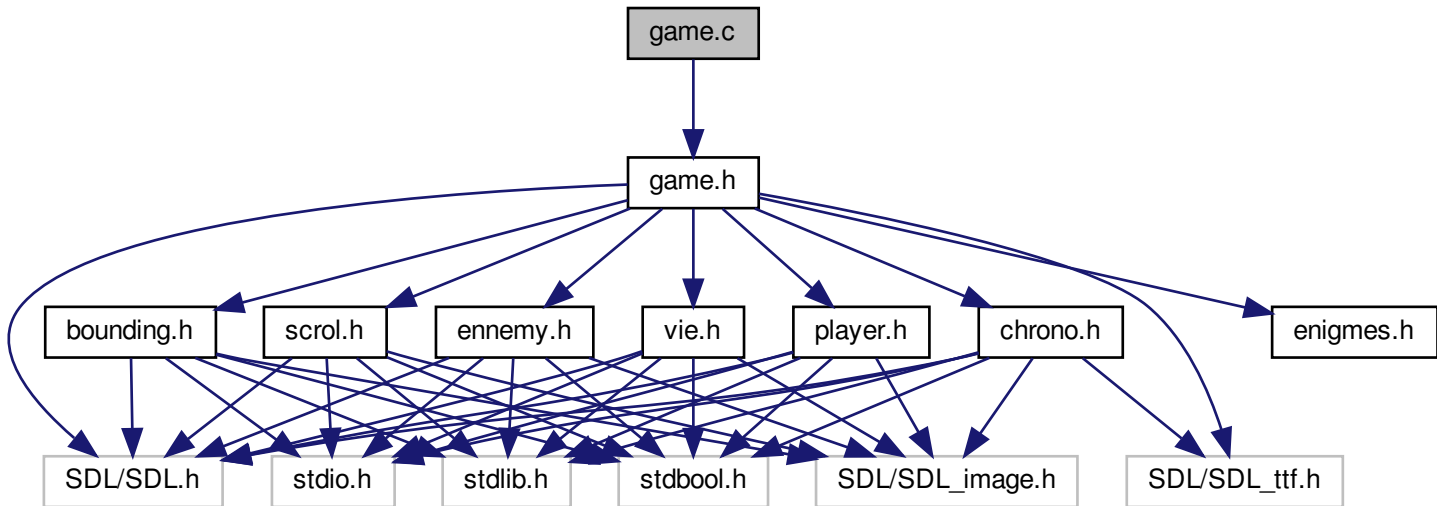 game.c
game.h
bounding.h
scrol.h
ennemy.h
vie.h
player.h
chrono.h
enigmes.h
SDL/SDL.h
stdio.h
stdlib.h
stdbool.h
SDL/SDL_image.h
SDL/SDL_ttf.h